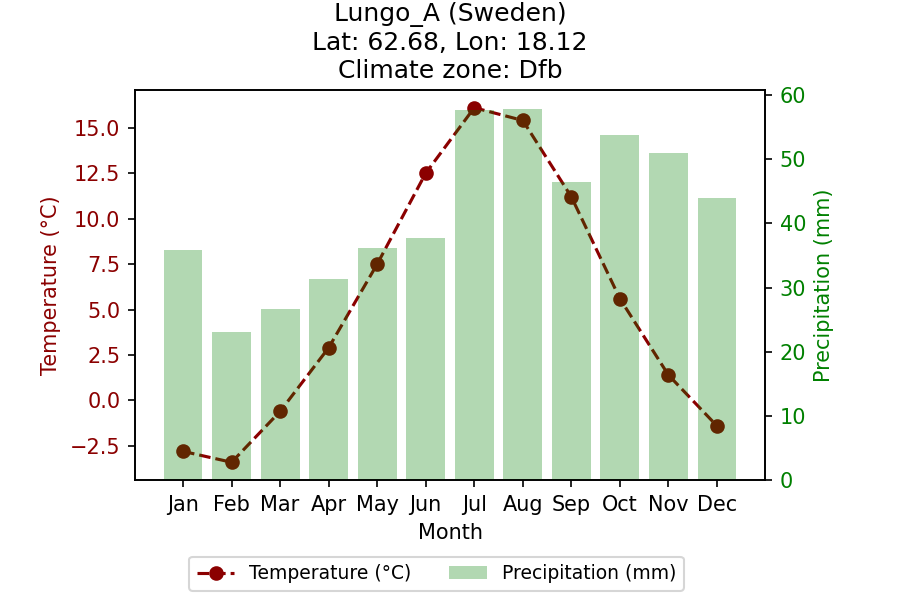 Lungo_A (Sweden)
Lat: 62.68, Lon: 18.12
Climate zone: Dfb
Temperature (°C)
15.0
12.5
10.0
7.5
5.0
2.5
0.0
−2.5
60
50
40
30
20
10
0
Precipitation (mm)
Jan Feb Mar Apr May Jun Jul Aug Sep Oct Nov Dec
Month
Temperature (°C) Precipitation (mm)